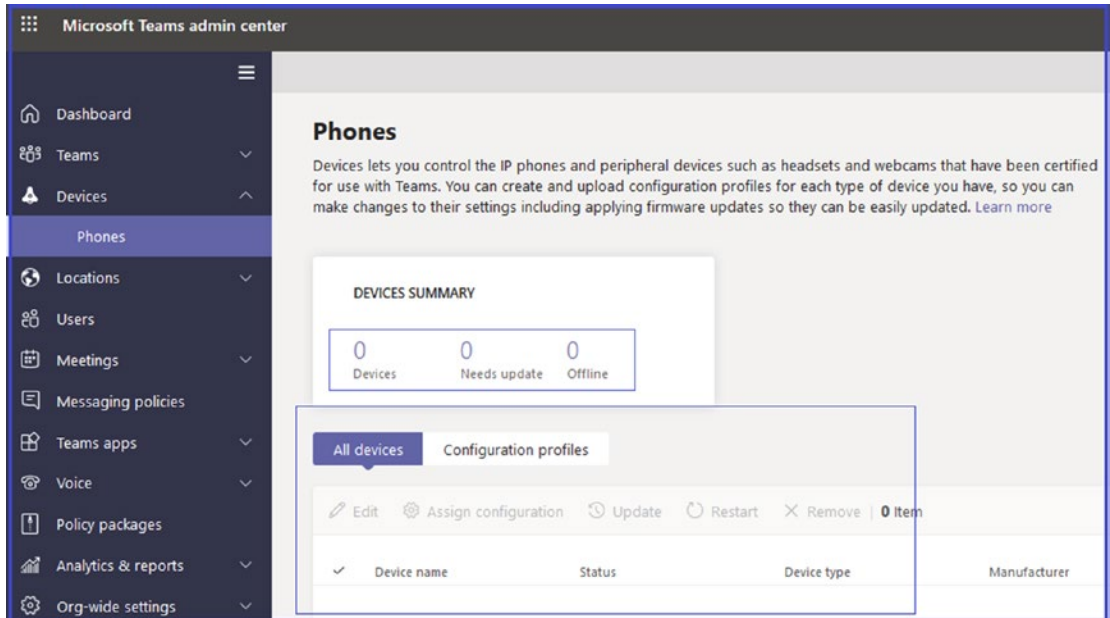 Microsoft Teams admin center
Dashboard
Teams
Devices
Phones
Locations
Users
Meetings
Messaging policies
Teams apps
Voice
Policy packages
Analytics & reports
Org-wide settings
Phones
Devices lets you control the IP phones and peripheral devices such as headsets and webcams that have been certified
for use with Teams. You can create and upload configuration profiles for each type of device you have, so you can
make changes to their settings including applying firmware updates so they can be easily updated. Learn more
DEVICES SUMMARY
0 0 0
Devices Needs update Offline
All devices Configuration profiles
Edit Assign configuration Update Restart Remove | 0 Item
Device name Status Device type Manufacturer